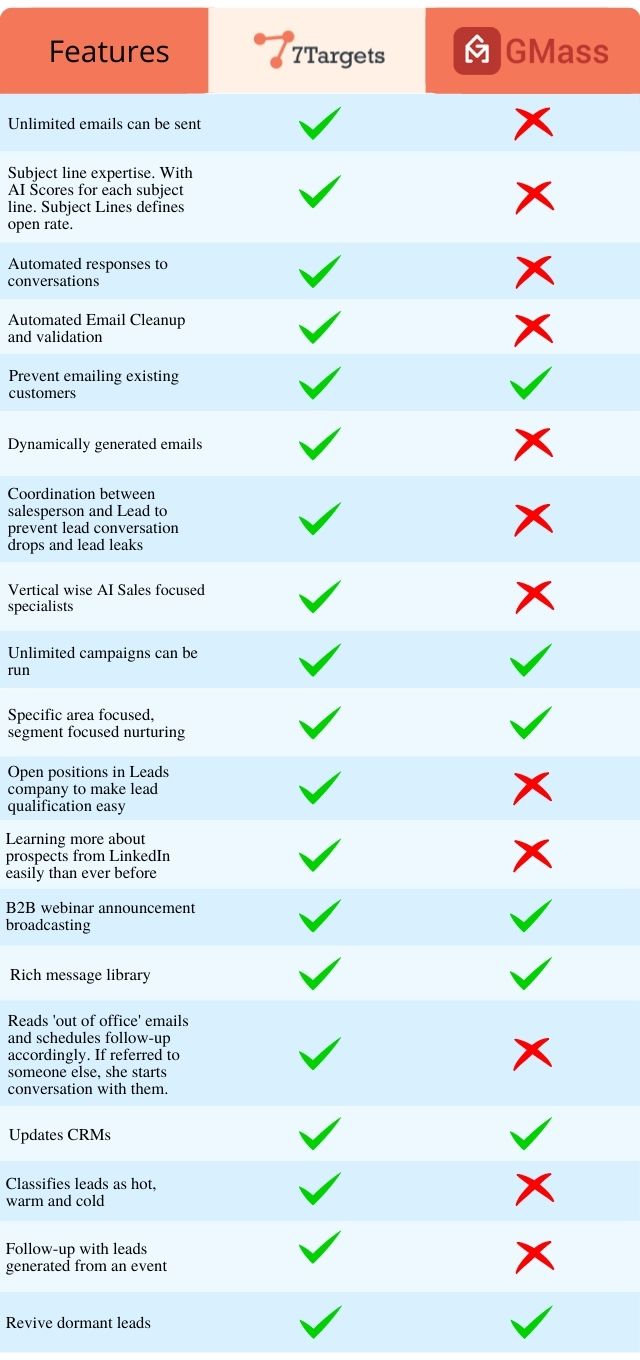 Features
7Targets
GMass
Unlimited emails can be sent
Subject line expertise. With
AI Scores for each subject
line. Subject Lines defines
open rate.
Automated responses to
conversations
Automated Email Cleanup
and validation
Prevent emailing existing
customers
Dynamically generated emails
Coordination between
salesperson and Lead to
prevent lead conversation
drops and lead leaks
Vertical wise AI Sales focused
specialists
Unlimited campaigns can be
run
Specific area focused,
segment focused nurturing
Open positions in Leads
company to make lead
qualification easy
Learning more about
prospects from LinkedIn
easily than ever before
B2B webinar announcement
broadcasting
Rich message library
Reads 'out of office' emails
and schedules follow-up
accordingly. If referred to
someone else, she starts
conversation with them.
Updates CRMs
Classifies leads as hot,
warm and cold
Follow-up with leads
generated from an event
Revive dormant leads